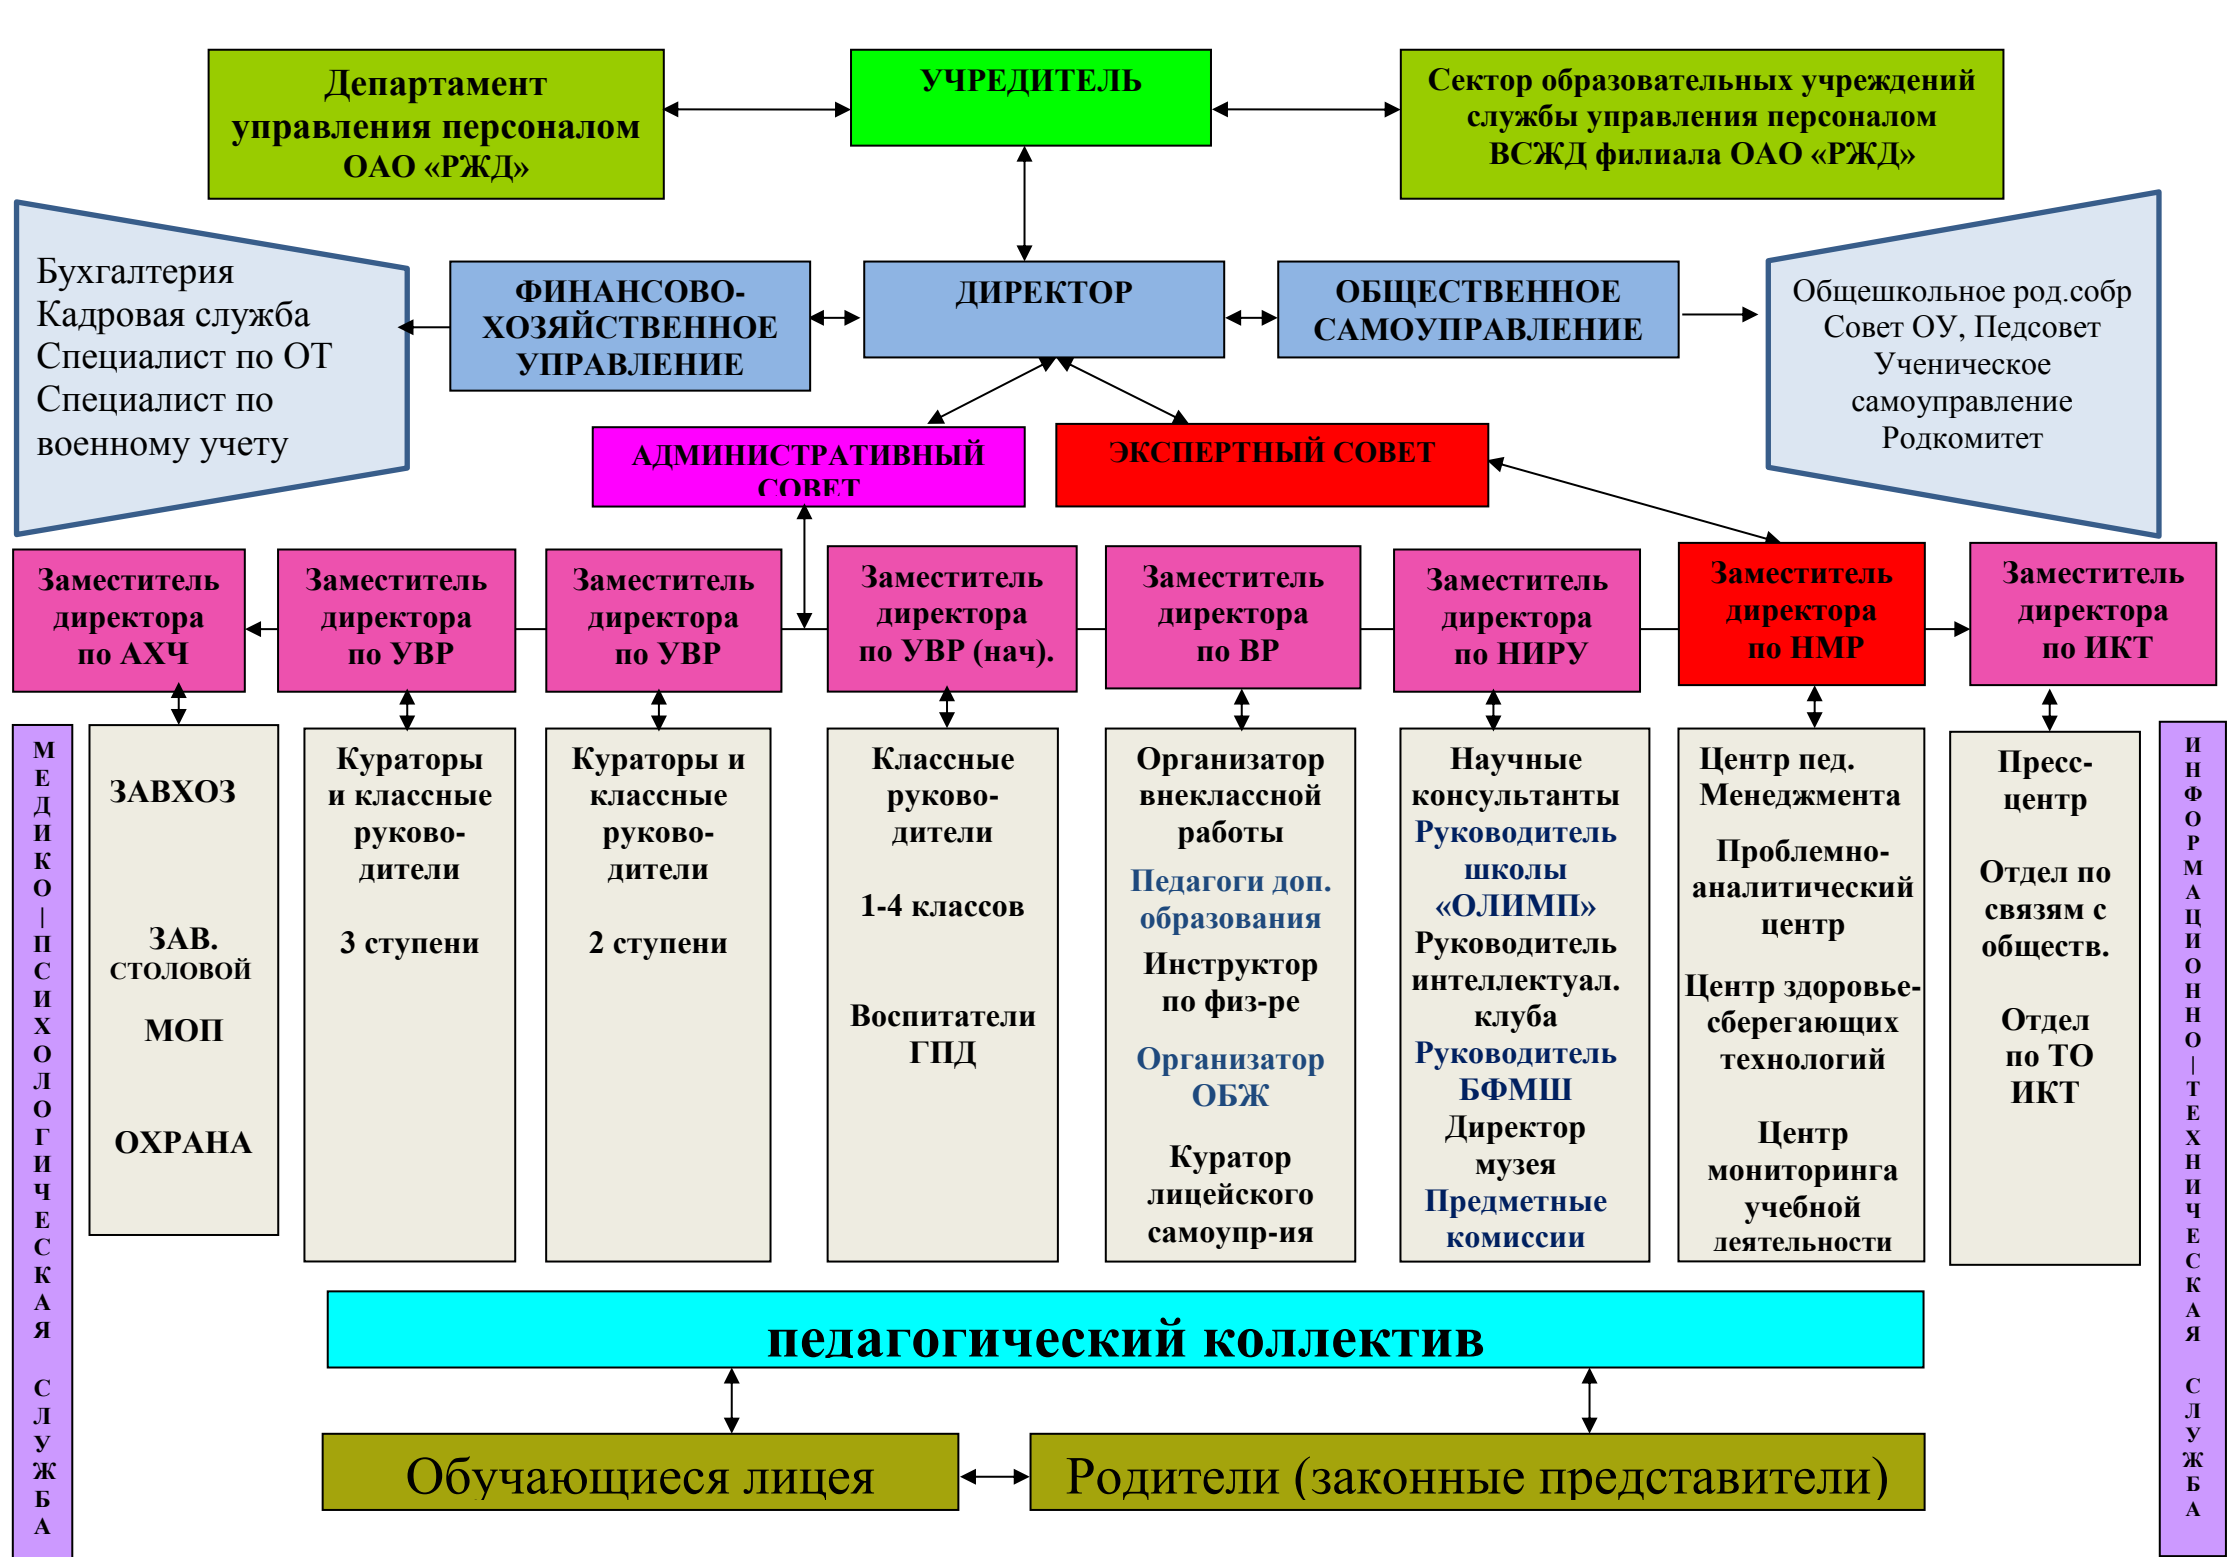 Департамент
управления персоналом
ОАО «РЖД»
УЧРЕДИТЕЛЬ
Сектор образовательных учреждений
службы управления персоналом
ВСЖД филиала ОАО «РЖД»
Бухгалтерия
Кадровая служба
Специалист по ОТ
Специалист по
военному учету
ФИНАНСОВО-
ХОЗЯЙСТВЕННОЕ
УПРАВЛЕНИЕ
ДИРЕКТОР
ОБЩЕСТВЕННОЕ
САМОУПРАВЛЕНИЕ
Общешкольное род.собр
Совет ОУ, Педсовет
Ученическое
самоуправление
Родкомитет
АДМИНИСТРАТИВНЫЙ
СОВЕТ
ЭКСПЕРТНЫЙ СОВЕТ
Заместитель
директора
по АХЧ
Заместитель
директора
по УВР
Заместитель
директора
по УВР
Заместитель
директора
по УВР (нач).
Заместитель
директора
по ВР
Заместитель
директора
по НИРУ
Заместитель
директора
по НМР
Заместитель
директора
по ИКТ
МЕДИКО|ПСИХОЛОГИЧЕСКАЯ СЛУЖБА
ЗАВХОЗ
ЗАВ.
СТОЛОВОЙ
МОП
ОХРАНА
Кураторы
и классные
руково-
дители
3 ступени
Кураторы и
классные
руково-
дители
2 ступени
Классные
руково-
дители
1-4 классов
Воспитатели
ГПД
Организатор
внеклассной
работы
Педагоги доп.
образования
Инструктор
по физ-ре
Организатор
ОБЖ
Куратор
лицейского
самоупр-ия
Научные
консультанты
Руководитель
школы
«ОЛИМП»
Руководитель
интеллектуал.
клуба
Руководитель
БФМШ
Директор
музея
Предметные
комиссии
Центр пед.
Менеджмента
Проблемно-
аналитический
центр
Центр здоровье-
сберегающих
технологий
Центр
мониторинга
учебной
деятельности
Пресс-
центр
Отдел по
связям с
обществ.
Отдел
по ТО
ИКТ
ИНФОРМАЦИОННО|ТЕХНИЧЕСКАЯ СЛУЖБА
педагогический коллектив
Обучающиеся лицея
Родители (законные представители)